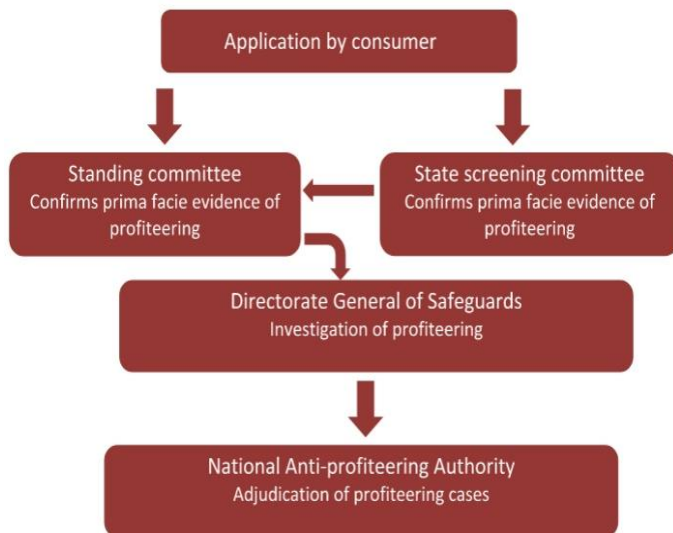 Application by consumer
Standing committee
Confirms prima facie evidence of
profiteering
State screening committee
Confirms prima facie evidence of
profiteering
Directorate General of Safeguards
Investigation of profiteering
National Anti-profiteering Authority
Adjudication of profiteering cases